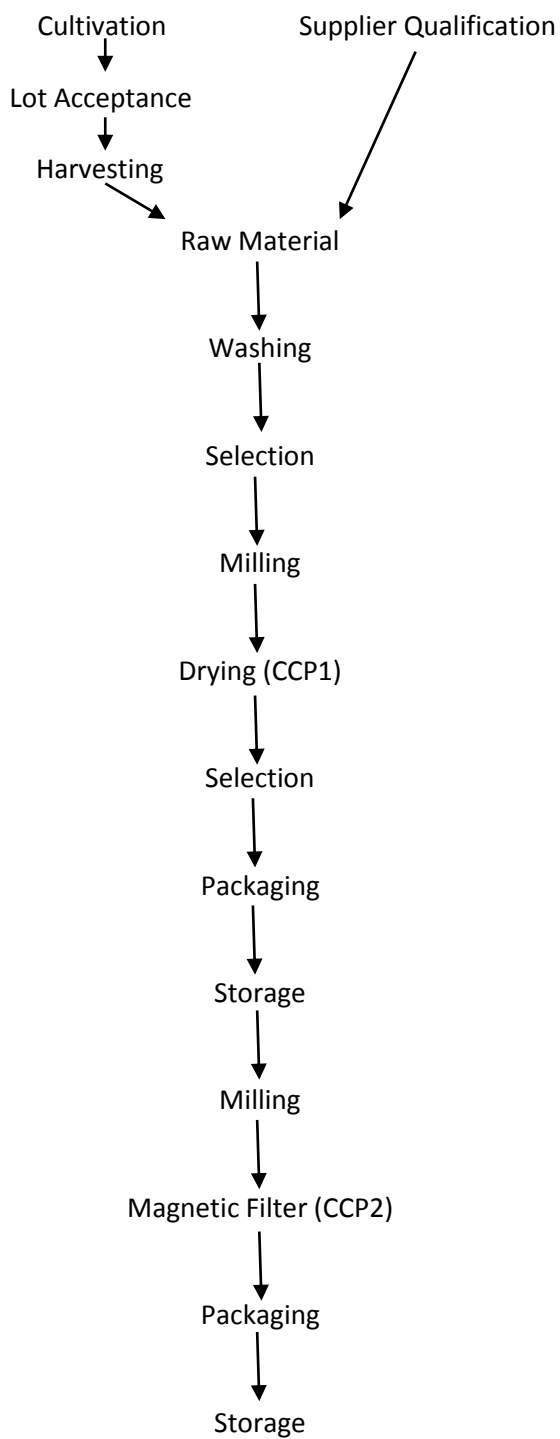 Cultivation
Supplier Qualification
Lot Acceptance
Harvesting
Raw Material
Washing
Selection
Milling
Drying (CCP1)
Selection
Packaging
Storage
Milling
Magnetic Filter (CCP2)
Packaging
Storage